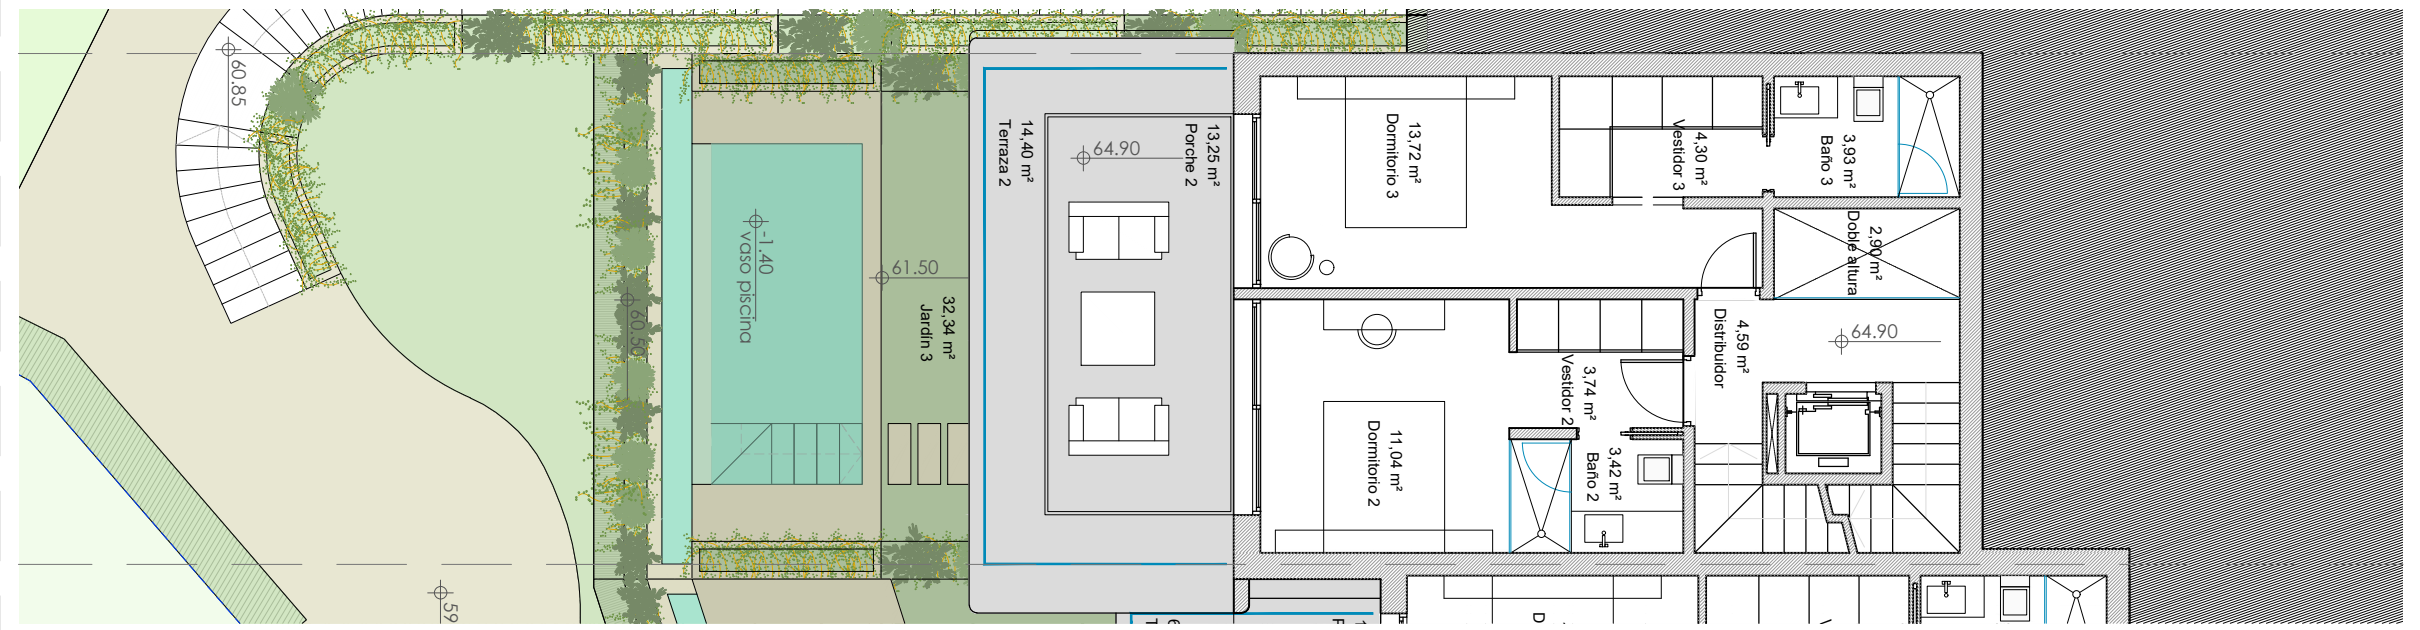 60.85
-1.40
vaso piscina
60.50
61.50
32,34 m²
Jardín 3
14,40 m²
Terraza 2
64.90
13,25 m²
Porche 2
13,72 m²
Dormitorio 3
4,30 m²
Vestidor 3
3,93 m²
Baño 3
2,90 m²
Doble altura
4,59 m²
Distribuidor
64.90
3,74 m²
Vestidor 2
11,04 m²
Dormitorio 2
3,42 m²
Baño 2
59
6
T
1
P
D
V